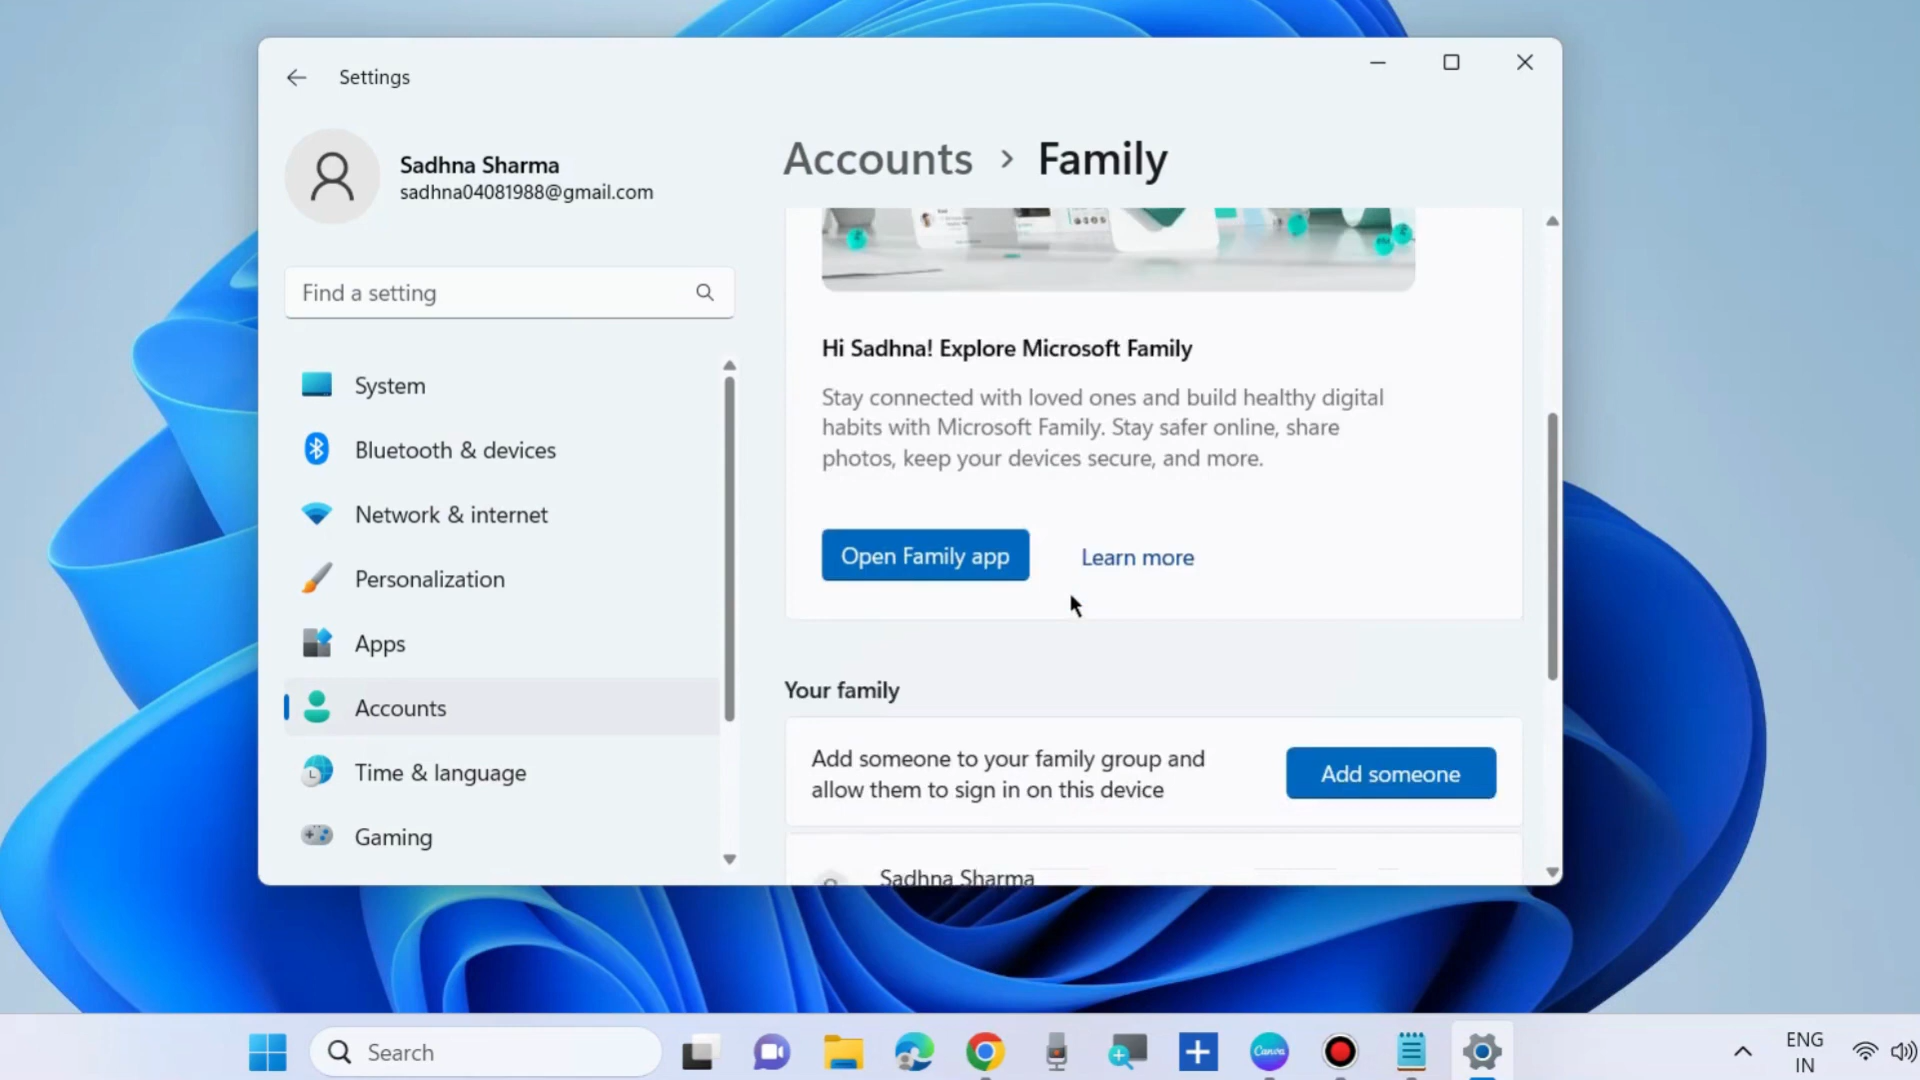 Settings
Sadhna Sharma
sadhna04081988@gmail.com
Find a setting
System
Bluetooth & devices
Network & internet
Personalization
Apps
Accounts
Time & language
Gaming
Accounts > Family
Hi Sadhna! Explore Microsoft Family
Stay connected with loved ones and build healthy digital
habits with Microsoft Family. Stay safer online, share
photos, keep your devices secure, and more.
Open Family app
Learn more
Your family
Add someone to your family group and
allow them to sign in on this device
Add someone
Sadhna Sharma
Search
Canva
ENG
IN